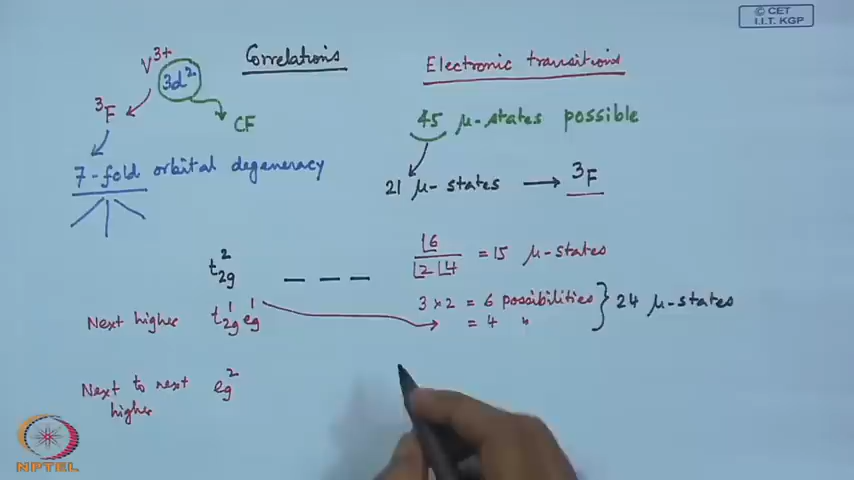 © CET
I.I.T. KGP
V³⁺ 3d² Correlations Electronic transitions
³F CF 45 μ-states possible
7-fold orbital degeneracy
21 μ-states → ³F
t₂g² _ _ _ ⌊6 / ⌊2 ⌊4 = 15 μ-states
Next higher t₂g¹ eg¹ 3 × 2 = 6 possibilities } 24 μ-states
= 4 "
Next to next higher eg²
NPTEL